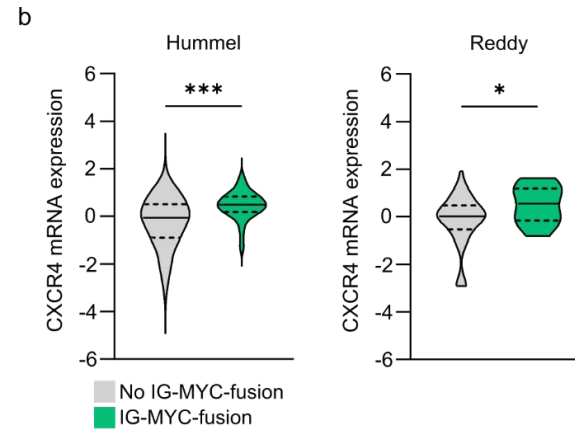 b
Hummel
Reddy
CXCR4 mRNA expression
6
4
2
0
-2
-4
-6
***
CXCR4 mRNA expression
6
4
2
0
-2
-4
-6
*
No IG-MYC-fusion
IG-MYC-fusion